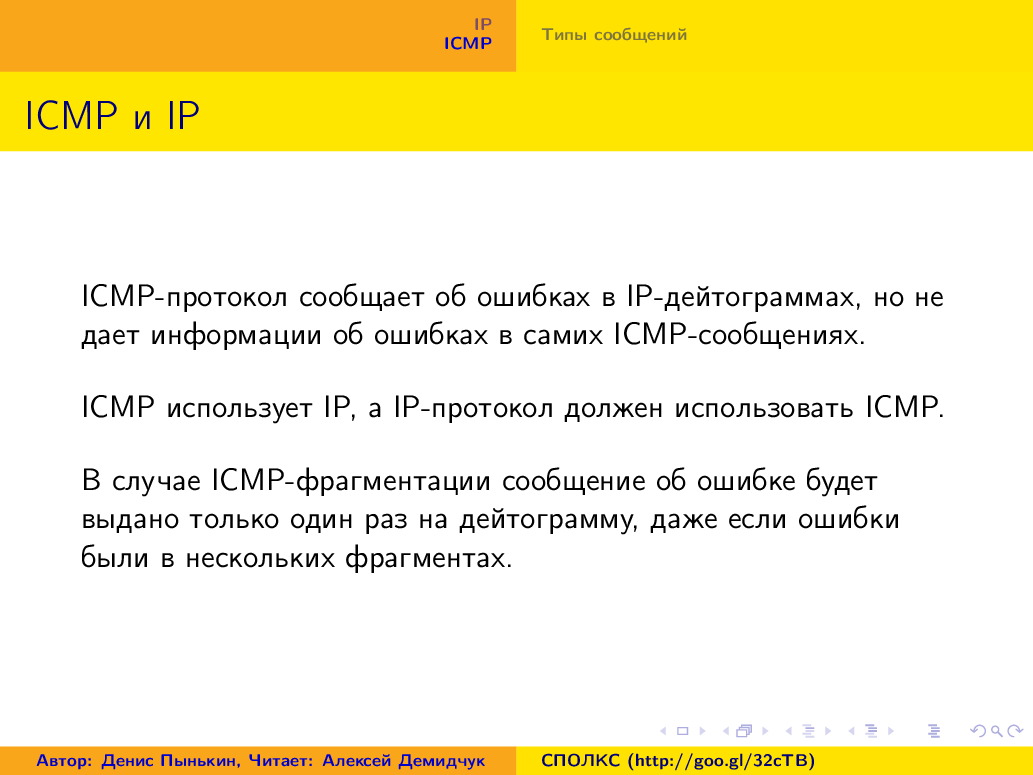 IP
ICMP
Типы сообщений
ICMP и IP
ICMP-протокол сообщает об ошибках в IP-дейтограммах, но не
дает информации об ошибках в самих ICMP-сообщениях.
ICMP использует IP, а IP-протокол должен использовать ICMP.
В случае ICMP-фрагментации сообщение об ошибке будет
выдано только один раз на дейтограмму, даже если ошибки
были в нескольких фрагментах.
Автор: Денис Пынькин, Читает: Алексей Демидчук
СПОЛКС (http://goo.gl/32cTB)